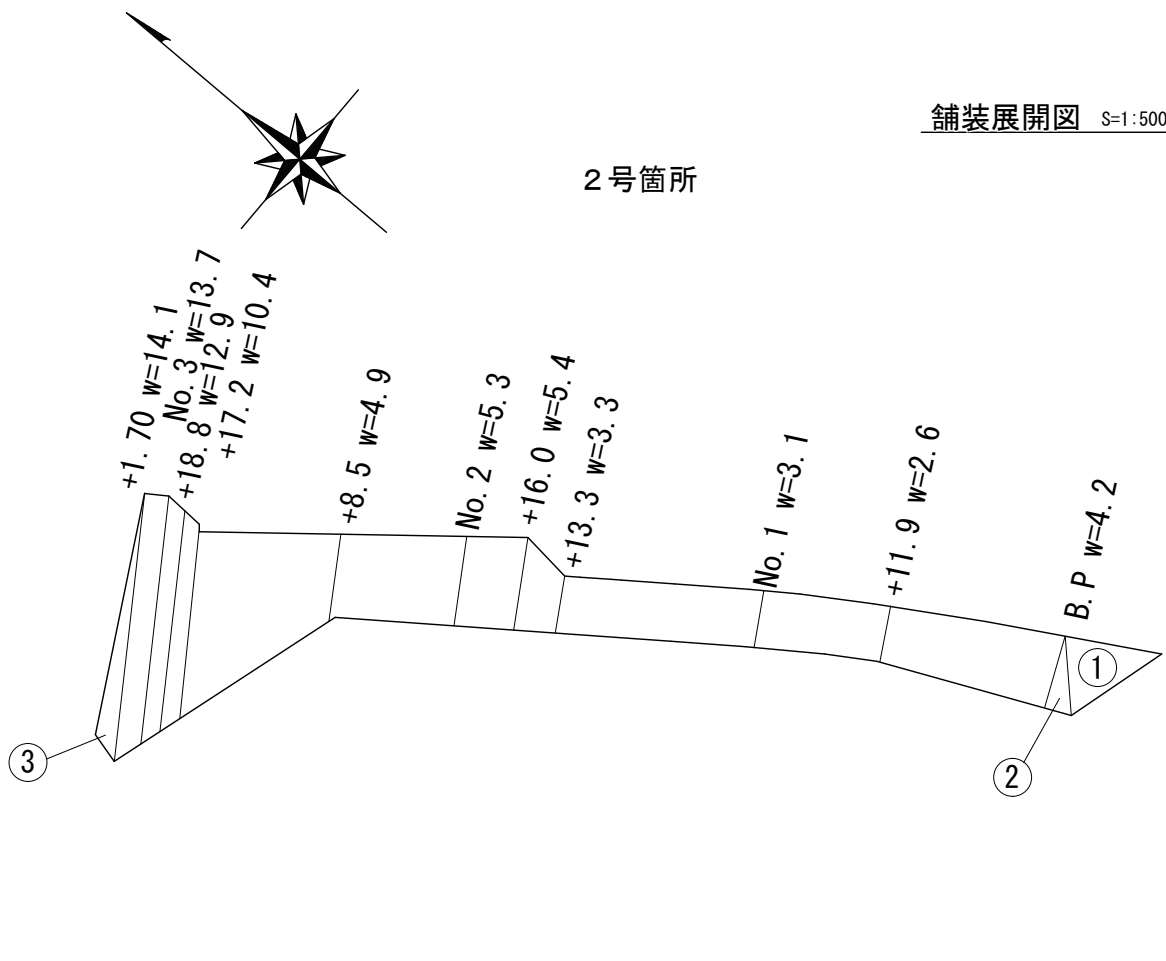 舗装展開図 S=1:500
２号箇所
+1.70 w=14.1
No.3 w=13.7
+18.8 w=12.9
+17.2 w=10.4
+8.5 w=4.9
No.2 w=5.3
+16.0 w=5.4
+13.3 w=3.3
No.1 w=3.1
+11.9 w=2.6
B.P w=4.2
①
②
③